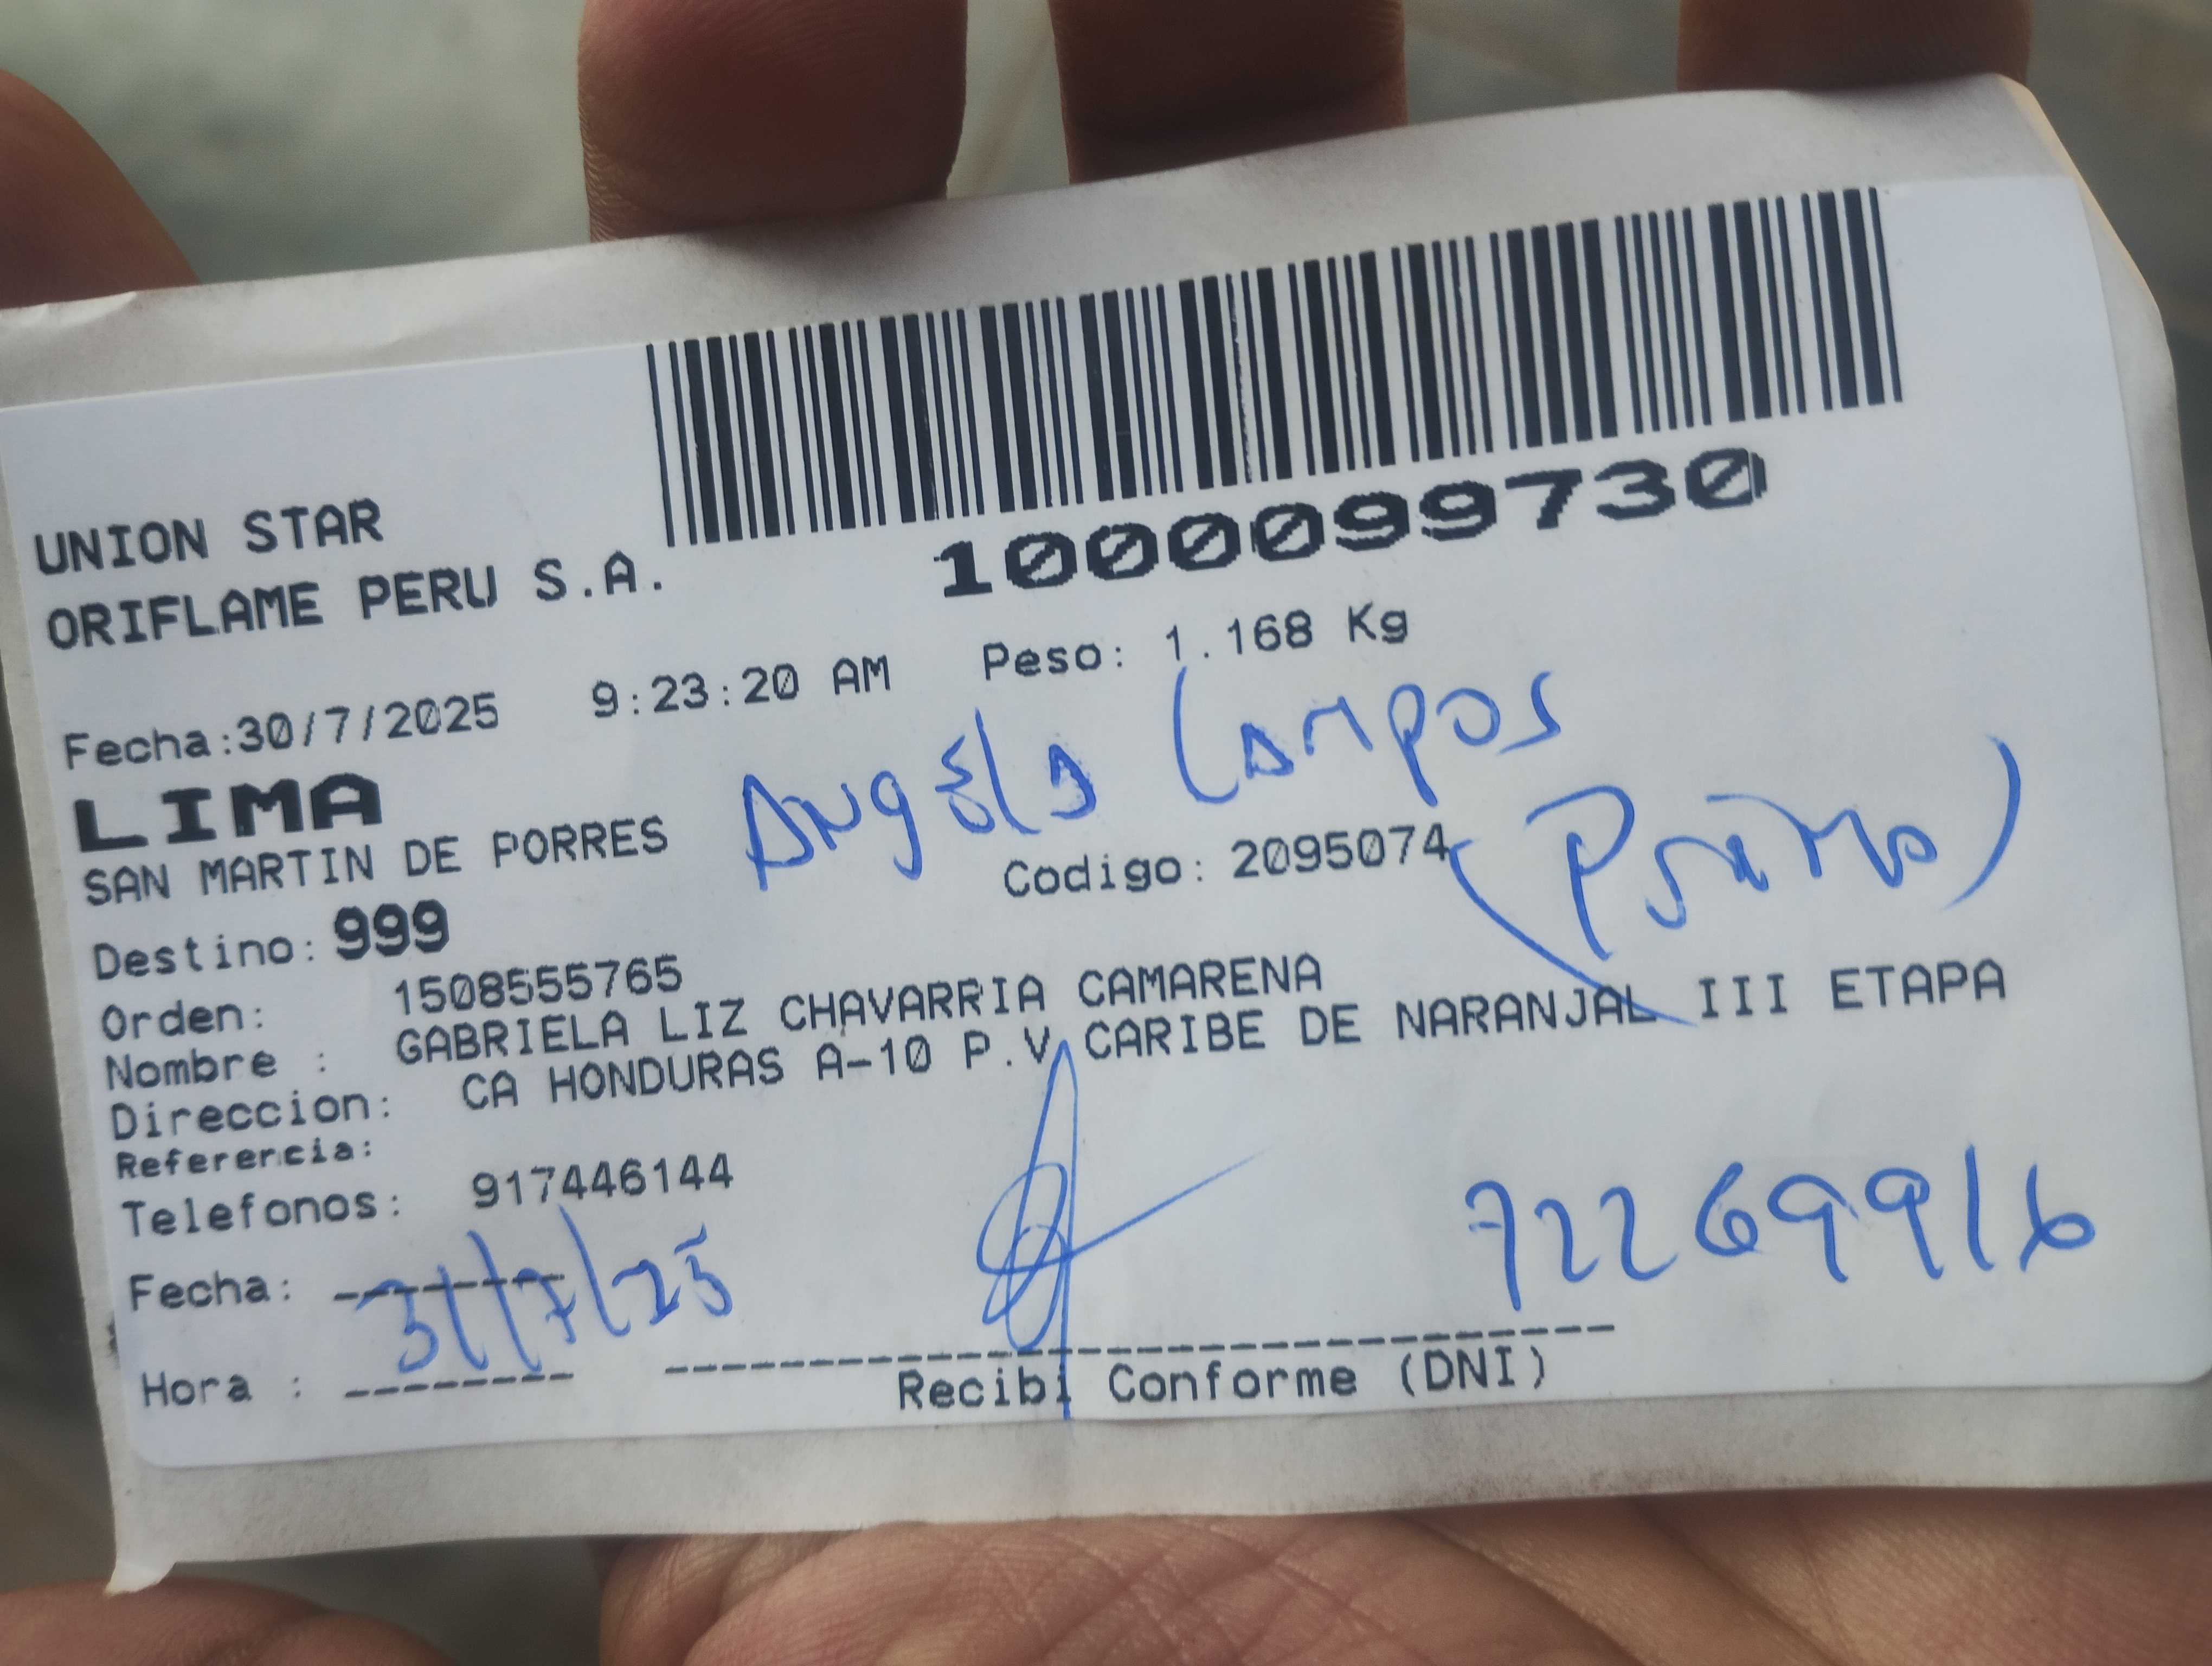 UNION STAR
ORIFLAME PERU S.A.
1000099730
Fecha:30/7/2025 9:23:20 AM Peso: 1.168 Kg
LIMA
Angela Campos
SAN MARTIN DE PORRES
Codigo: 2095074
Destino: 999
Orden: 1508555765
Nombre : GABRIELA LIZ CHAVARRIA CAMARENA
Direccion: CA HONDURAS A-10 P.V CARIBE DE NARANJAL III ETAPA
Referencia:
Telefonos: 917446144
Fecha: 31/7/25
72269916
Hora :
Recibi Conforme (DNI)